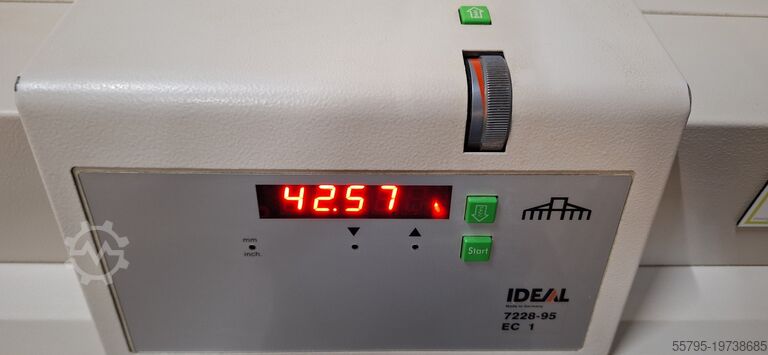 42.57
mm
inch.
Start
IDEAL
Made in Germany
7228-95
EC 1
55795-19738685